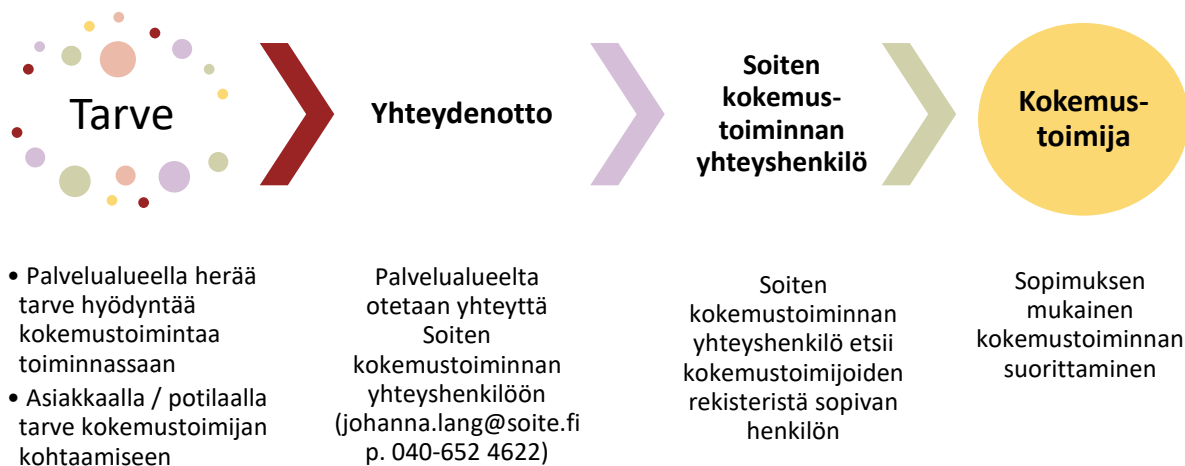 Tarve
Yhteydenotto
Soiten
kokemus-
toiminnan
yhteyshenkilö
Kokemus-
toimija
• Palvelualueella herää
tarve hyödyntää
kokemustoimintaa
toiminnassaan
• Asiakkaalla / potilaalla
tarve kokemustoimijan
kohtaamiseen
Palvelualueelta
otetaan yhteyttä
Soiten
kokemustoiminnan
yhteyshenkilöön
(johanna.lang@soite.fi
p. 040-652 4622)
Soiten
kokemustoiminnan
yhteyshenkilö etsii
kokemustoimijoiden
rekisteristä sopivan
henkilön
Sopimuksen
mukainen
kokemustoiminnan
suorittaminen